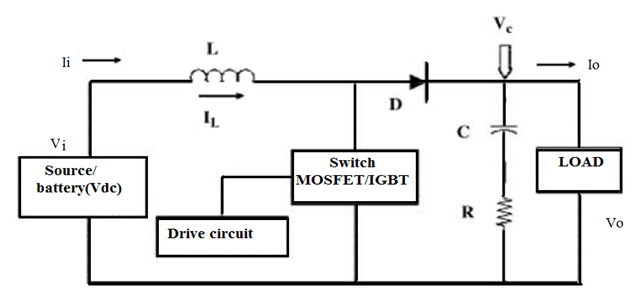 Vc
Ii
L
Io
IL
D
Vi
C
Source/
battery(Vdc)
Switch
MOSFET/IGBT
LOAD
R
Drive circuit
Vo